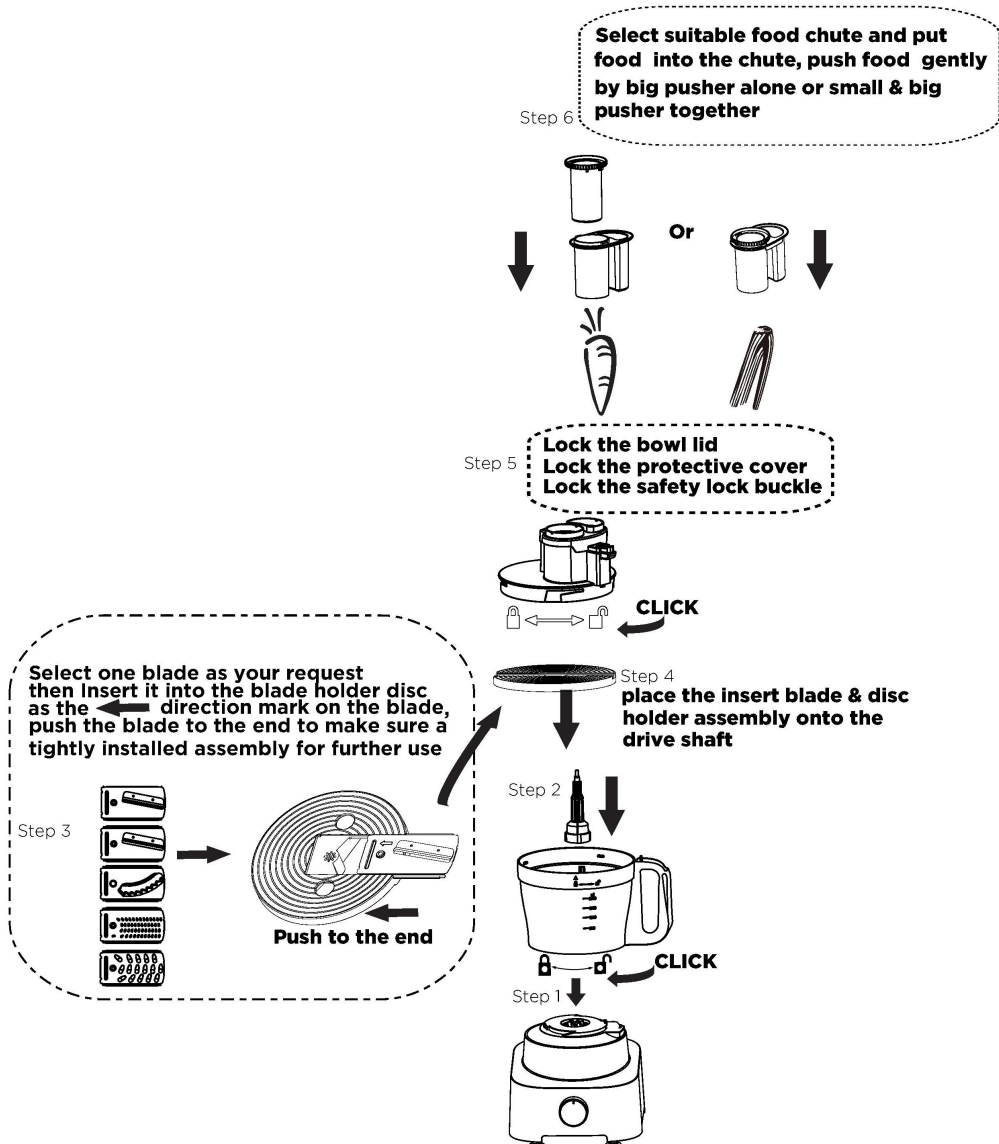 Select suitable food chute and put
food into the chute, push food gently
by big pusher alone or small & big
pusher together
Step 6
Or
Lock the bowl lid
Step 5
Lock the protective cover
Lock the safety lock buckle
CLICK
Select one blade as your request
then Insert it into the blade holder disc
as the direction mark on the blade,
push the blade to the end to make sure a
tightly installed assembly for further use
Step 4
place the insert blade & disc
holder assembly onto the
drive shaft
Step 2
Step 3
Push to the end
CLICK
Step 1